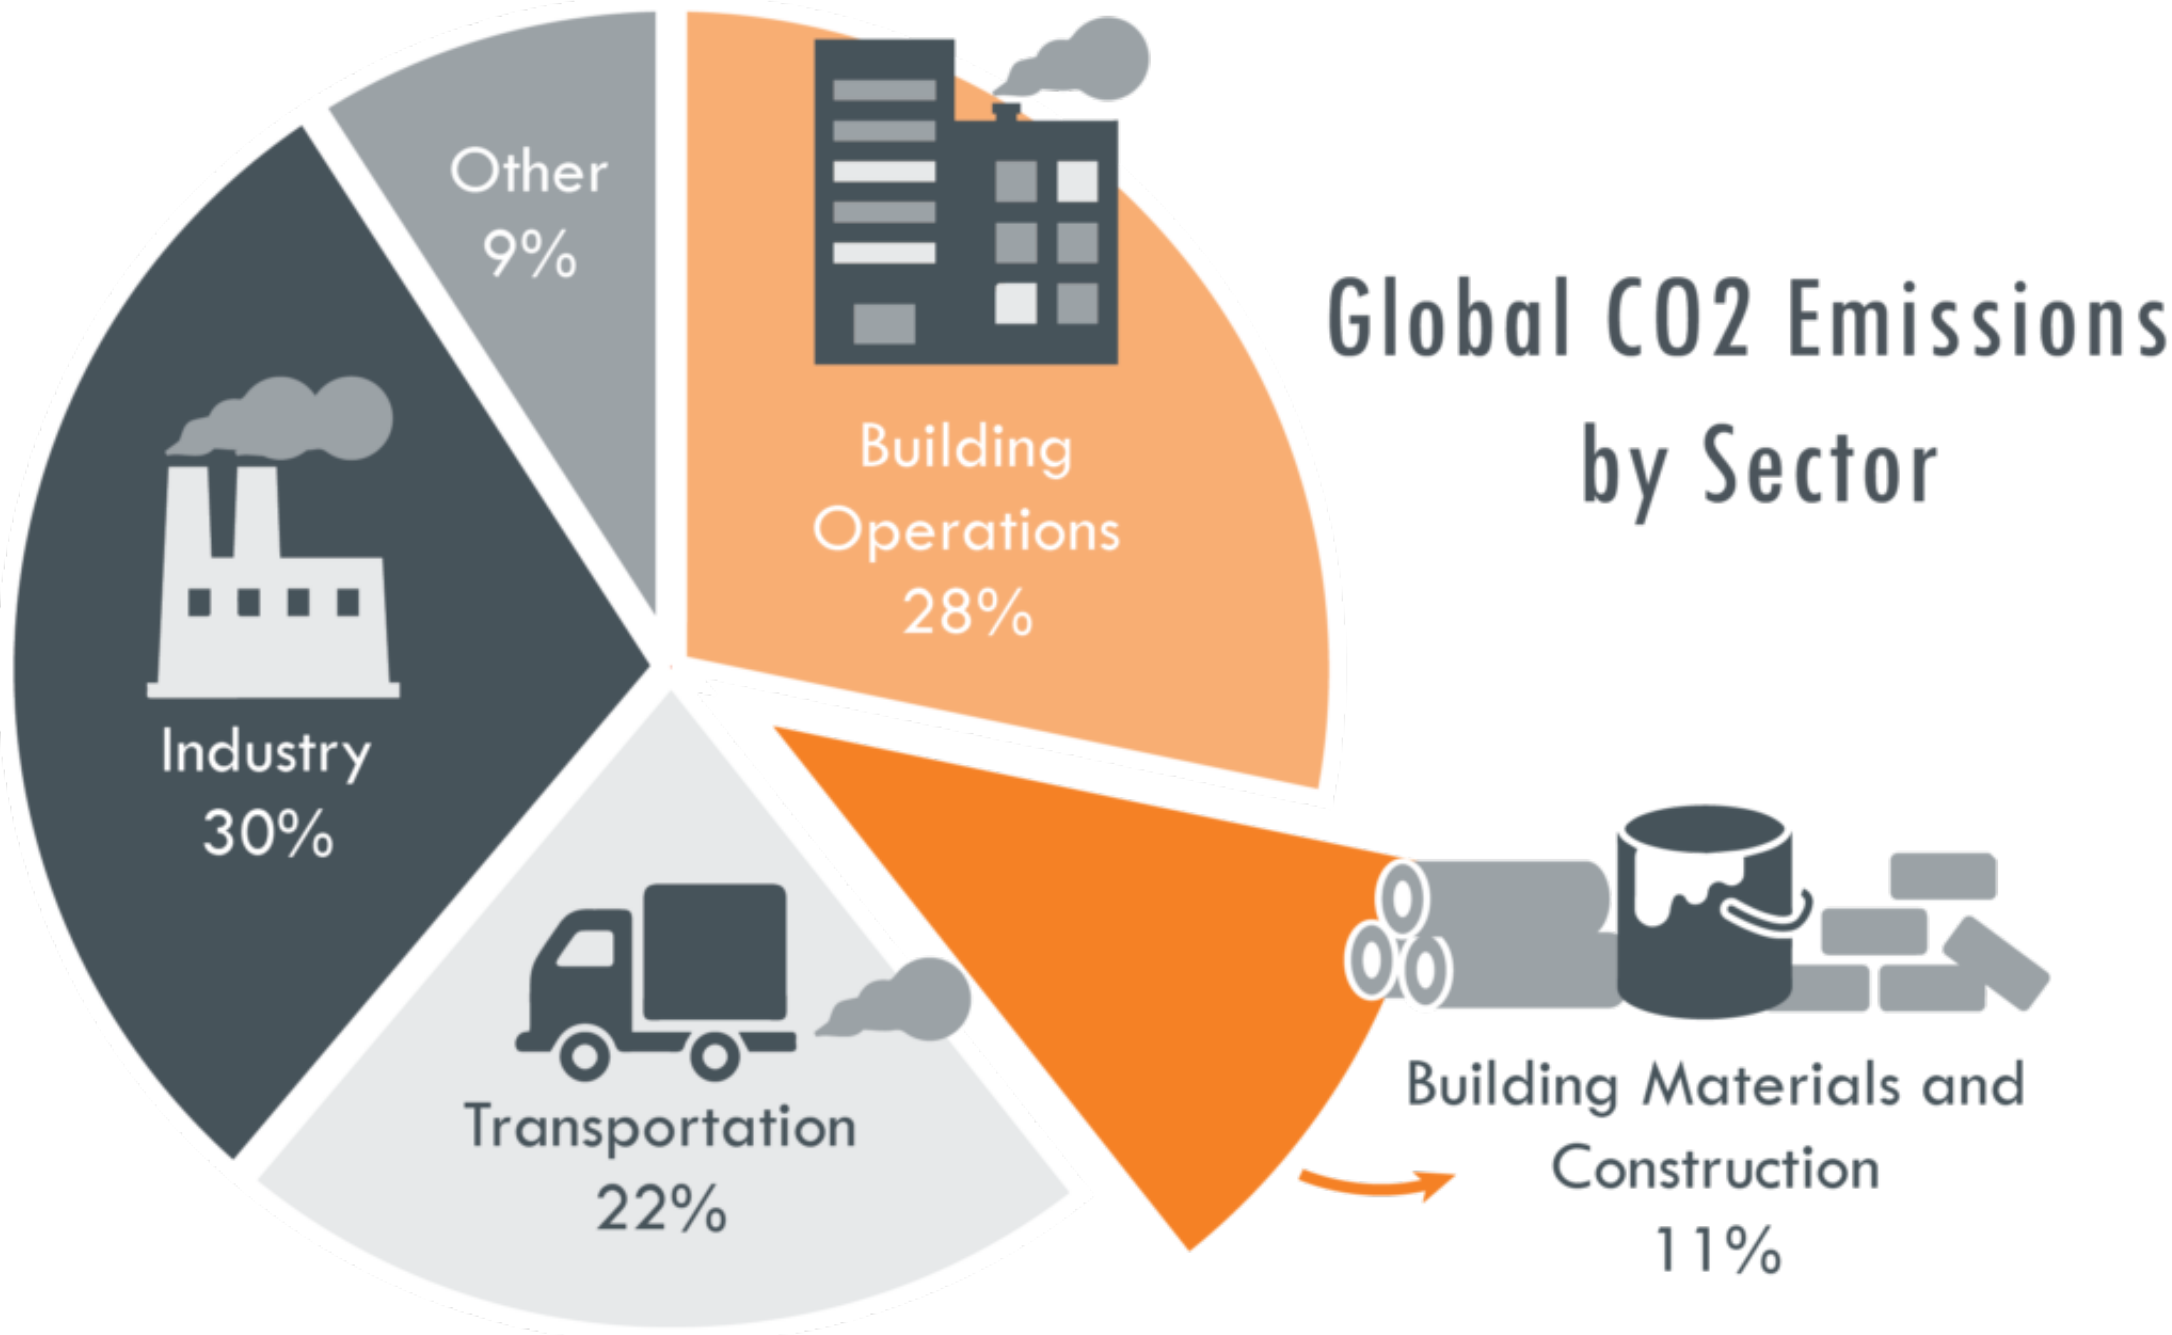 Other
9%
Building
Operations
28%
Global CO2 Emissions
by Sector
Industry
30%
Transportation
22%
Building Materials and
Construction
11%